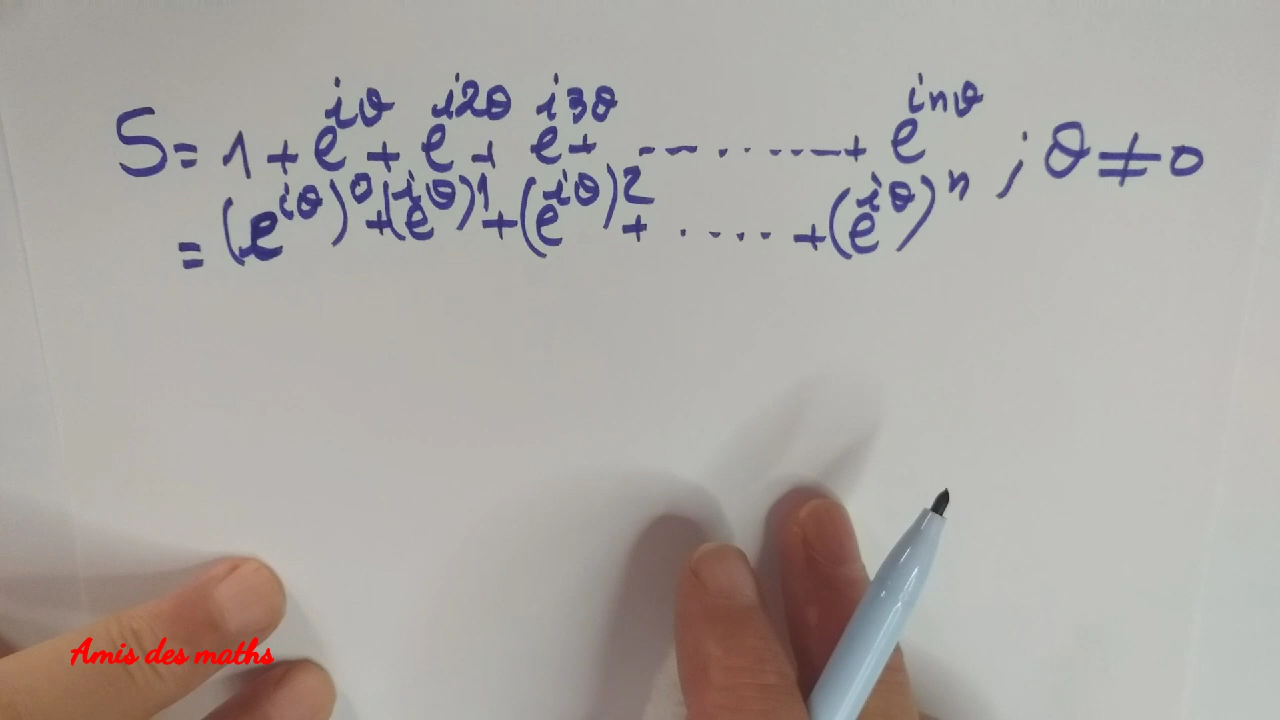 S = 1 + e^{iθ} + e^{i2θ} + e^{i3θ} + ---.....---+ e^{inθ} ; θ ≠ 0
= (e^{iθ})^0 + (e^{iθ})^1 + (e^{iθ})^2 + ..... + (e^{iθ})^n
Amis des maths